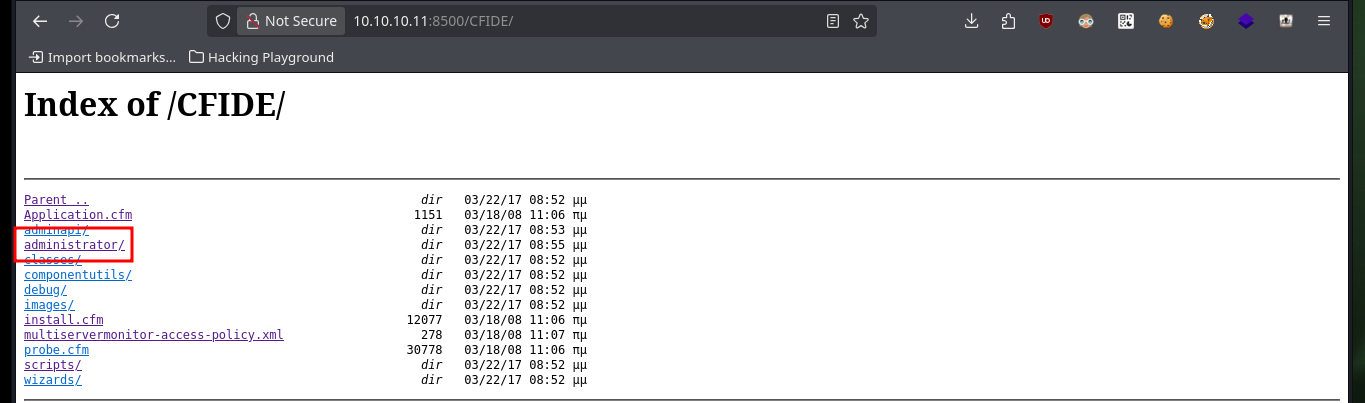 Not Secure 10.10.10.11:8500/CFIDE/
Import bookmarks... Hacking Playground
Index of /CFIDE/
Parent .. dir 03/22/17 08:52 μμ
Application.cfm 1151 03/18/08 11:06 πμ
adminapi/ dir 03/22/17 08:53 μμ
administrator/ dir 03/22/17 08:55 μμ
classes/ dir 03/22/17 08:52 μμ
componentutils/ dir 03/22/17 08:52 μμ
debug/ dir 03/22/17 08:52 μμ
images/ dir 03/22/17 08:52 μμ
install.cfm 12077 03/18/08 11:06 πμ
multiservermonitor-access-policy.xml 278 03/18/08 11:07 πμ
probe.cfm 30778 03/18/08 11:06 πμ
scripts/ dir 03/22/17 08:52 μμ
wizards/ dir 03/22/17 08:52 μμ